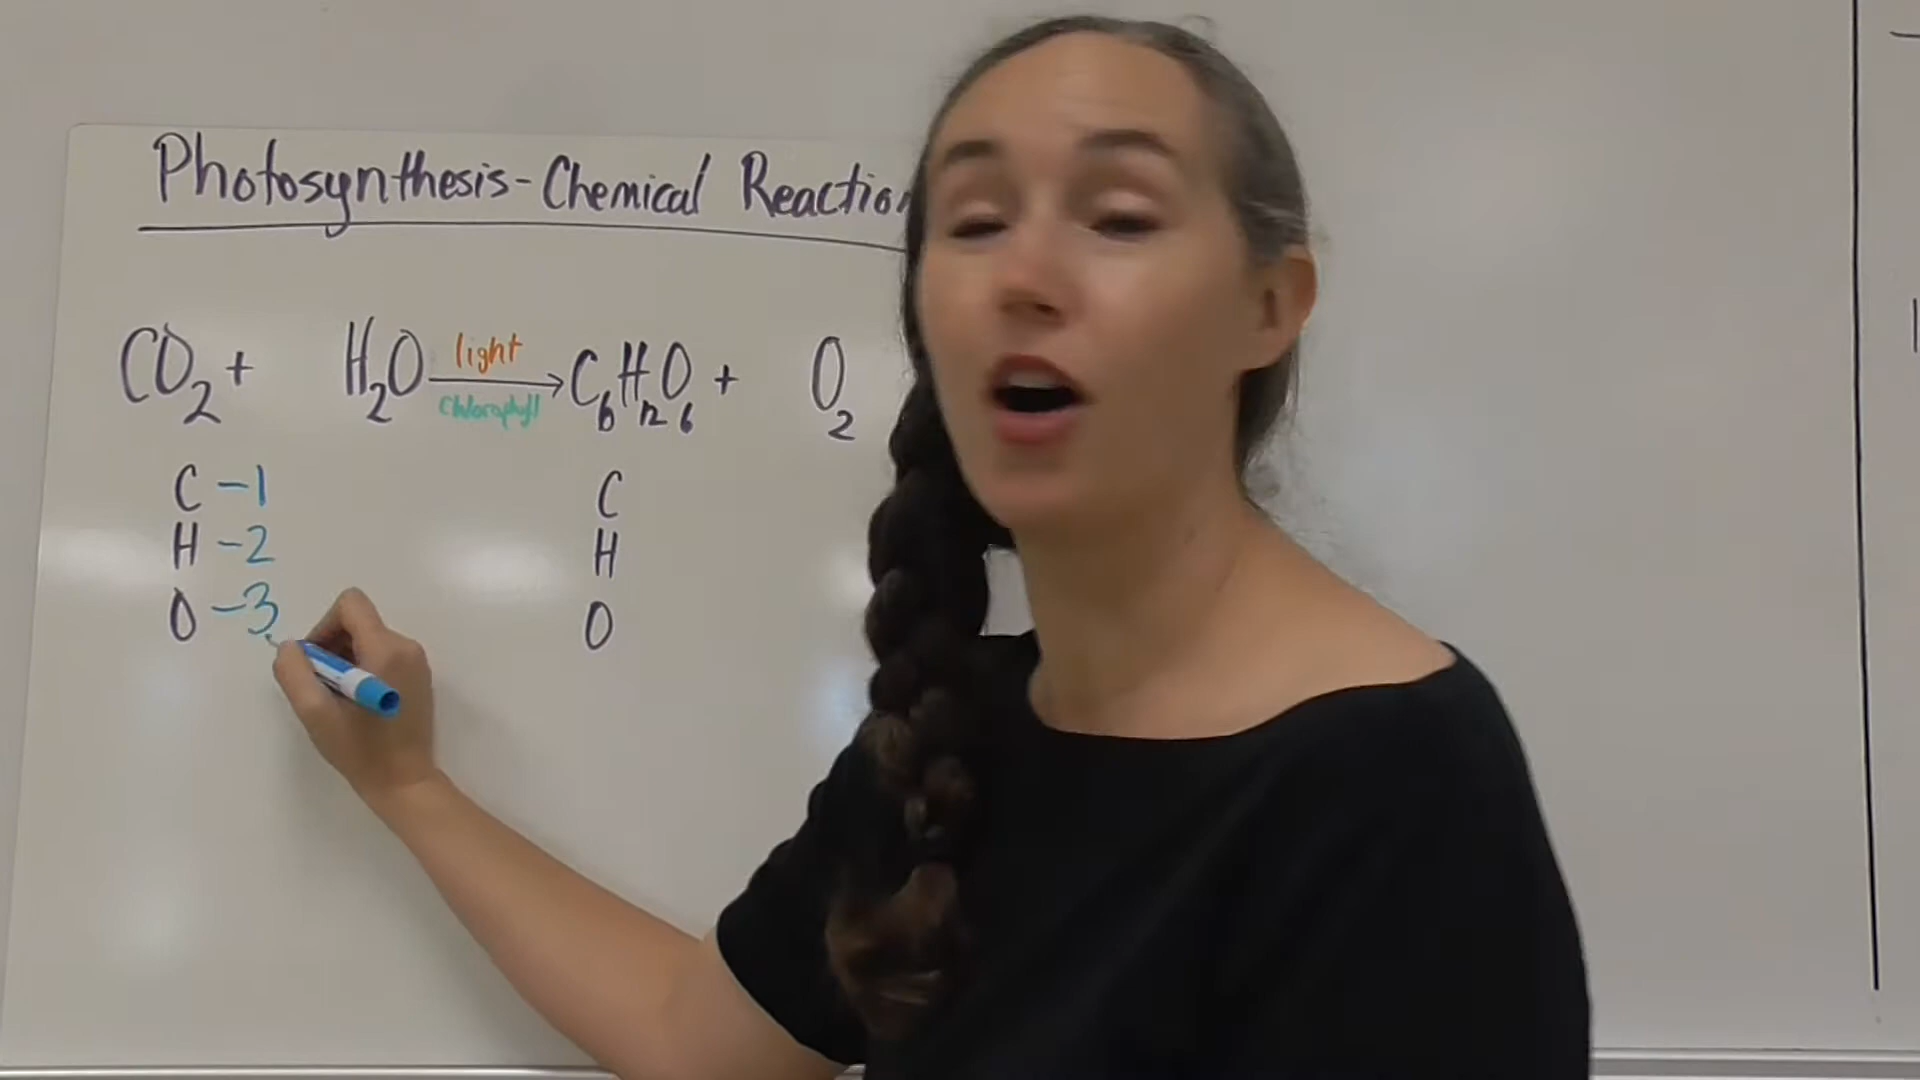 Photosynthesis - Chemical Reaction
CO2 + H2O light → C6H12O6 + O2
Chlorophyll
C - 1 C
H - 2 H
O - 3 O